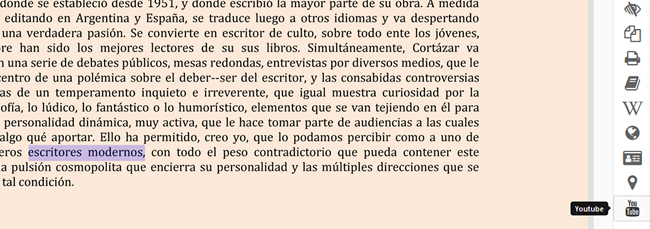 donde se estableció desde 1951, y donde escribió la mayor parte de su obra. A medida
editando en Argentina y España, se traduce luego a otros idiomas y va despertando
una verdadera pasión. Se convierte en escritor de culto, sobre todo ente los jóvenes,
re han sido los mejores lectores de su sus libros. Simultáneamente, Cortázar va
n una serie de debates públicos, mesas redondas, entrevistas por diversos medios, que le
centro de una polémica sobre el deber--ser del escritor, y las consabidas controversias
as de un temperamento inquieto e irreverente, que igual muestra curiosidad por la
ofía, lo lúdico, lo fantástico o lo humorístico, elementos que se van tejiendo en él para
personalidad dinámica, muy activa, que le hace tomar parte de audiencias a las cuales
algo qué aportar. Ello ha permitido, creo yo, que lo podamos percibir como a uno de
eros escritores modernos, con todo el peso contradictorio que pueda contener este
a pulsión cosmopolita que encierra su personalidad y las múltiples direcciones que se
tal condición.
W
Youtube
You
Tube